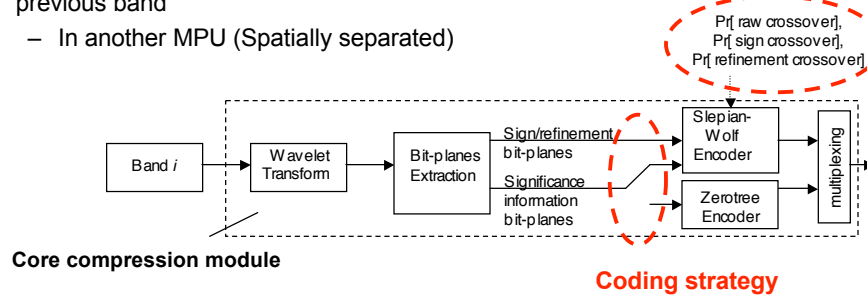 previous band
– In another MPU (Spatially separated)
Pr[ raw crossover],
Pr[ sign crossover],
Pr[ refinement crossover]
Band i
Wavelet
Transform
Bit-planes
Extraction
Sign/refinement
bit-planes
Significance
information
bit-planes
Slepian-
Wolf
Encoder
Zerotree
Encoder
multiplexing
Core compression module
Coding strategy